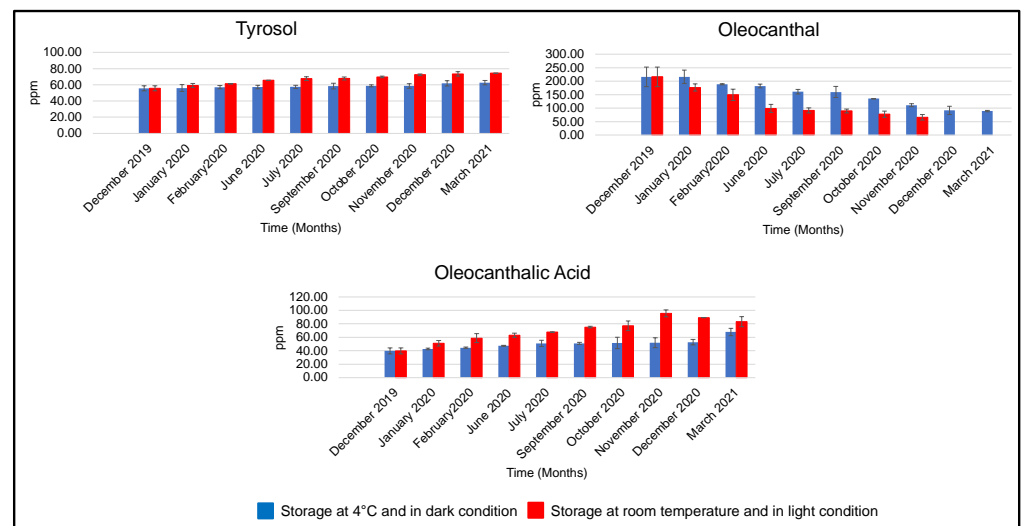 Tyrosol
100.00
80.00
60.00
40.00
20.00
0.00
ppm
December 2019
January 2020
February2020
June 2020
July 2020
September 2020
October 2020
November 2020
December 2020
March 2021
Time (Months)
Oleocanthal
300.00
250.00
200.00
150.00
100.00
50.00
0.00
ppm
December 2019
January 2020
February2020
June 2020
July 2020
September 2020
October 2020
November 2020
December 2020
March 2021
Time (Months)
Oleocanthalic Acid
120.00
100.00
80.00
60.00
40.00
20.00
0.00
ppm
December 2019
January 2020
February2020
June 2020
July 2020
September 2020
October 2020
November 2020
December 2020
March 2021
Time (Months)
Storage at 4°C and in dark condition
Storage at room temperature and in light condition